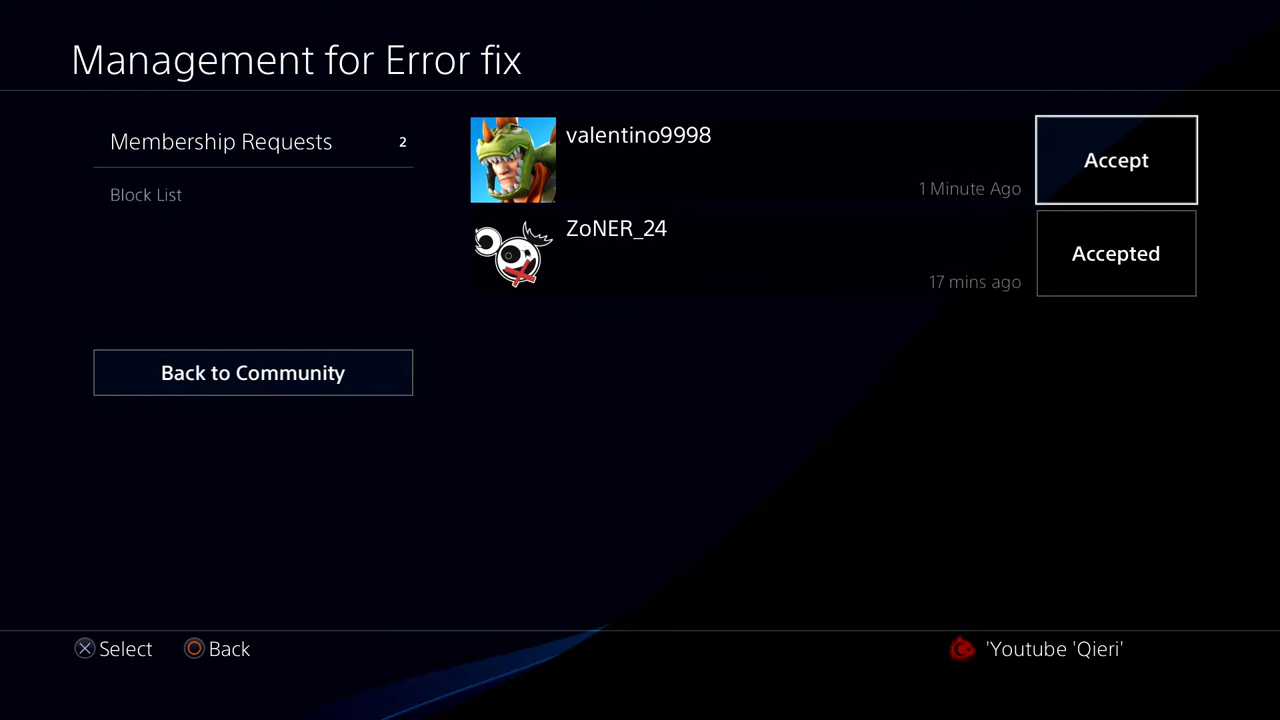 Management for Error fix
Membership Requests 2
Block List
Back to Community
valentino9998
1 Minute Ago
Accept
ZoNER_24
17 mins ago
Accepted
Select Back
'Youtube 'Qieri'